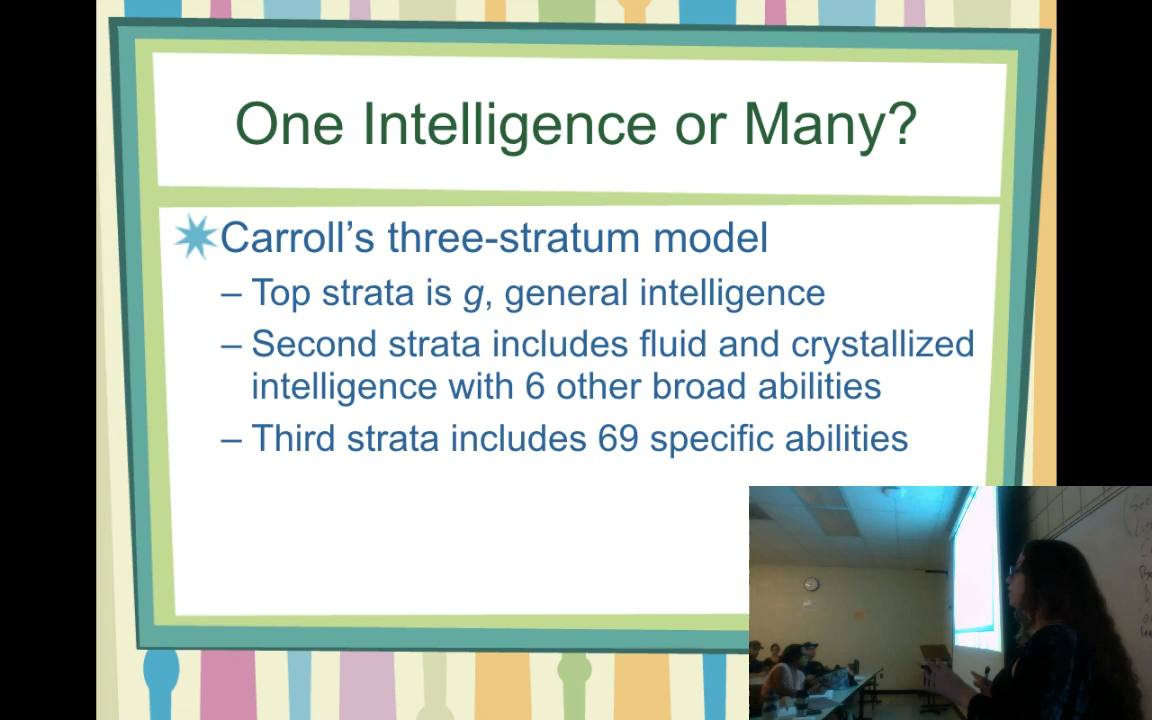 One Intelligence or Many?
Carroll's three-stratum model
– Top strata is g, general intelligence
– Second strata includes fluid and crystallized
intelligence with 6 other broad abilities
– Third strata includes 69 specific abilities